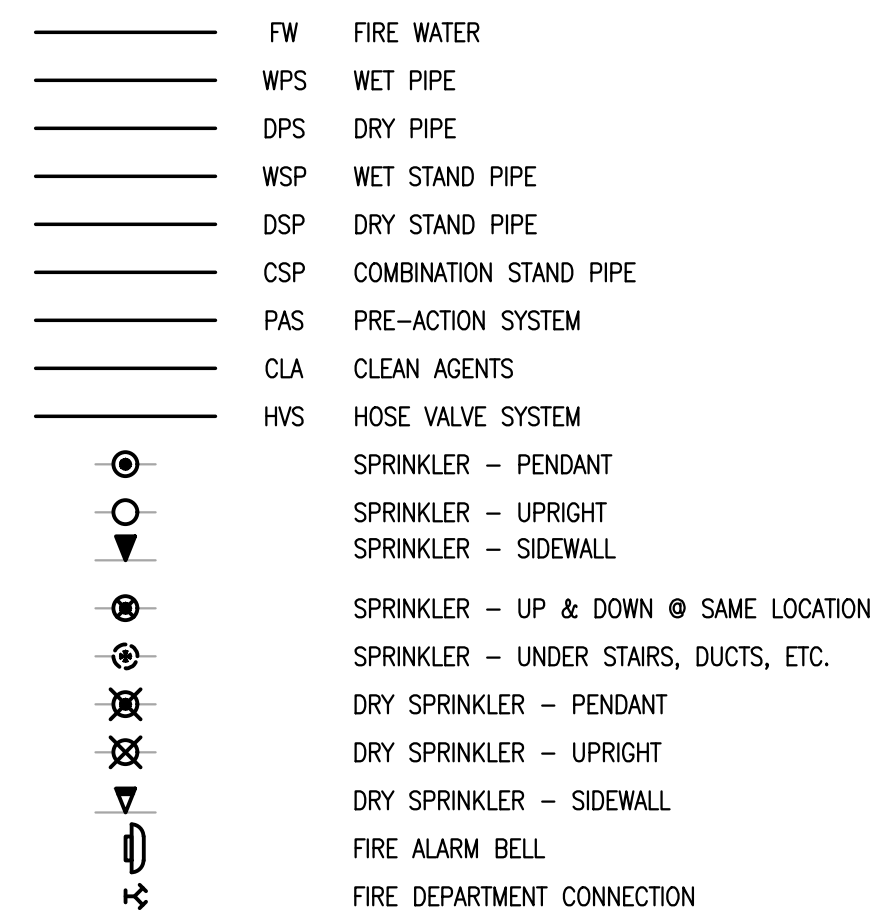 FW FIRE WATER
WPS WET PIPE
DPS DRY PIPE
WSP WET STAND PIPE
DSP DRY STAND PIPE
CSP COMBINATION STAND PIPE
PAS PRE-ACTION SYSTEM
CLA CLEAN AGENTS
HVS HOSE VALVE SYSTEM
SPRINKLER - PENDANT
SPRINKLER - UPRIGHT
SPRINKLER - SIDEWALL
SPRINKLER - UP & DOWN @ SAME LOCATION
SPRINKLER - UNDER STAIRS, DUCTS, ETC.
DRY SPRINKLER - PENDANT
DRY SPRINKLER - UPRIGHT
DRY SPRINKLER - SIDEWALL
FIRE ALARM BELL
FIRE DEPARTMENT CONNECTION